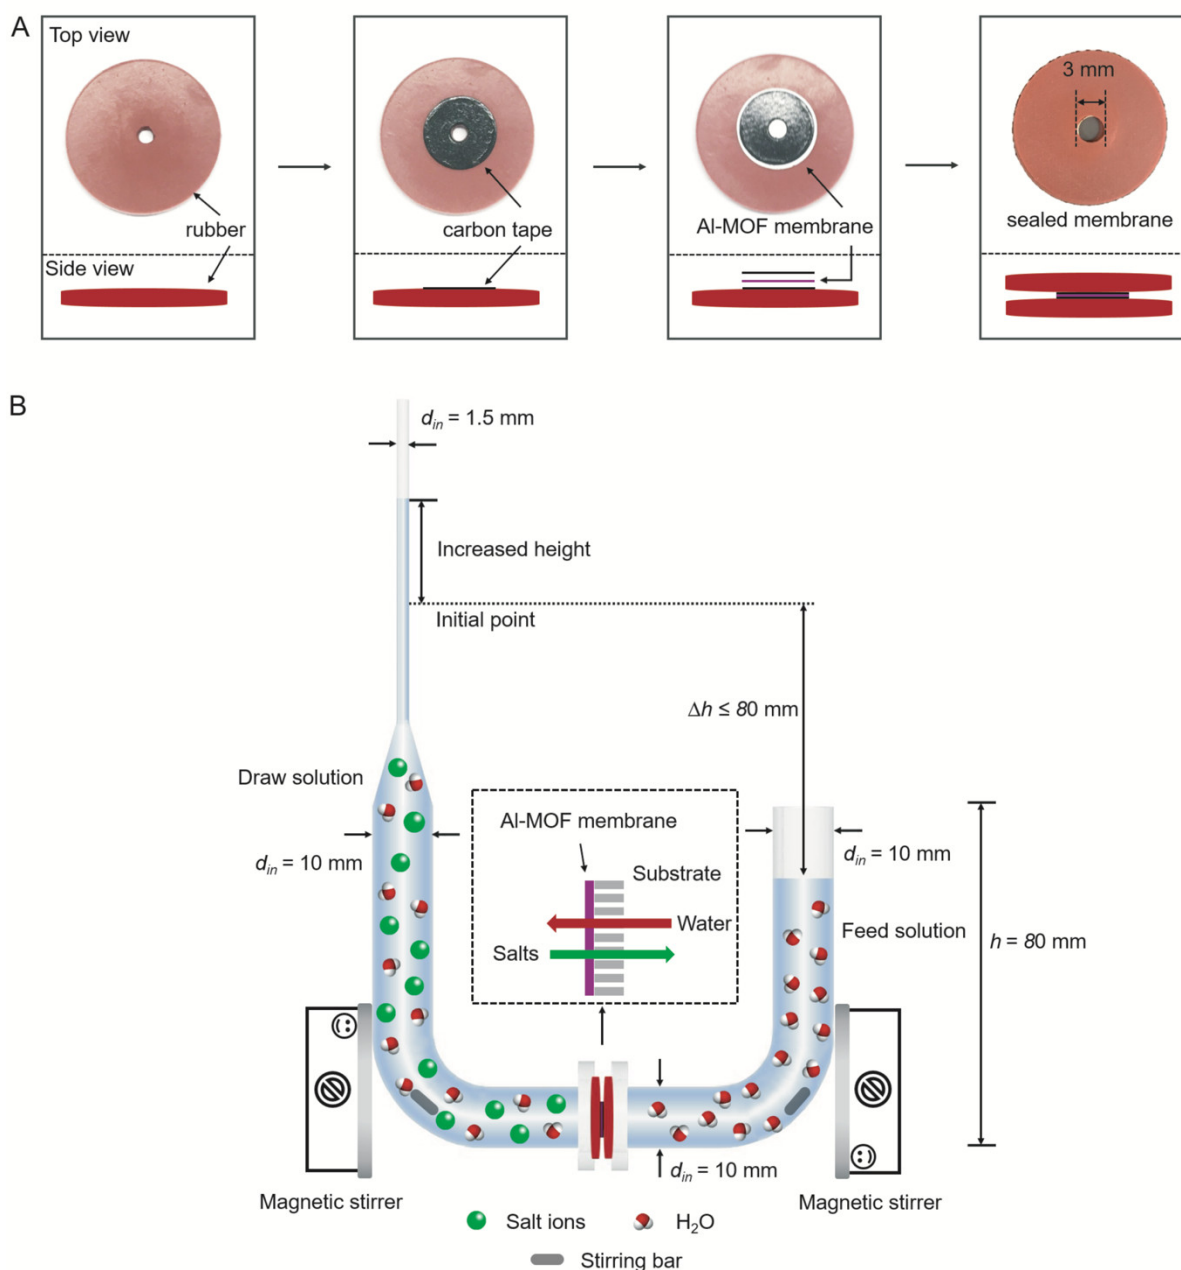 A
Top view
3 mm
rubber
carbon tape
Al-MOF membrane
sealed membrane
Side view
B
d_in = 1.5 mm
Increased height
Initial point
Δh ≤ 80 mm
Draw solution
Al-MOF membrane
d_in = 10 mm
d_in = 10 mm
Substrate
Water
Feed solution
h = 80 mm
Salts
d_in = 10 mm
Magnetic stirrer
Magnetic stirrer
Salt ions
H₂O
Stirring bar